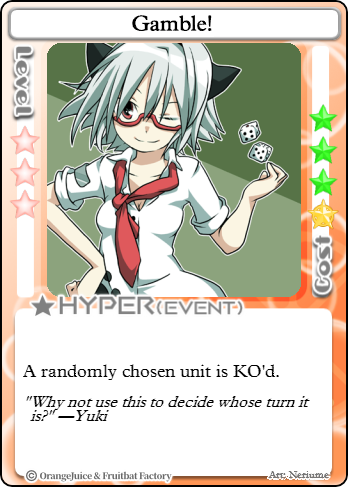 Gamble!
Level
Cost
HYPER(EVENT)
A randomly chosen unit is KO'd.
"Why not use this to decide whose turn it
is?" —Yuki
© OrangeJuice & Fruitbat Factory
Art: Neriume